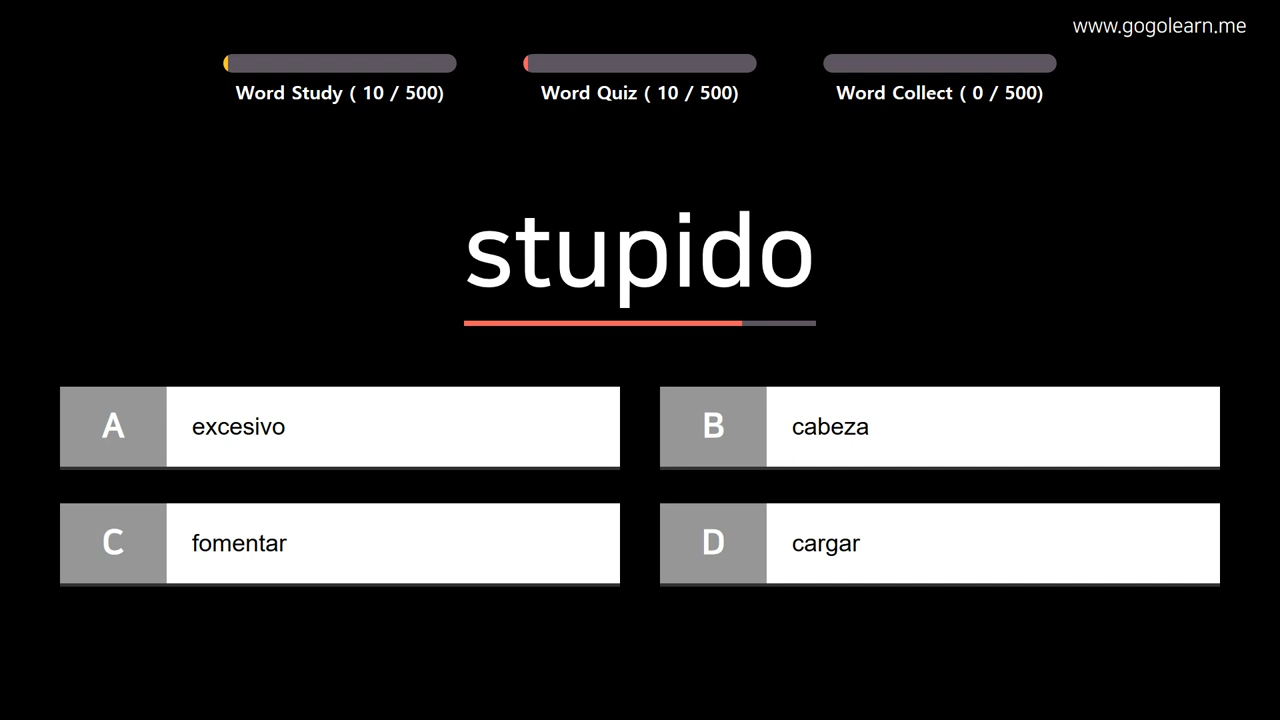 www.gogolearn.me
Word Study ( 10 / 500)
Word Quiz ( 10 / 500)
Word Collect ( 0 / 500)
stupido
A excesivo
B cabeza
C fomentar
D cargar